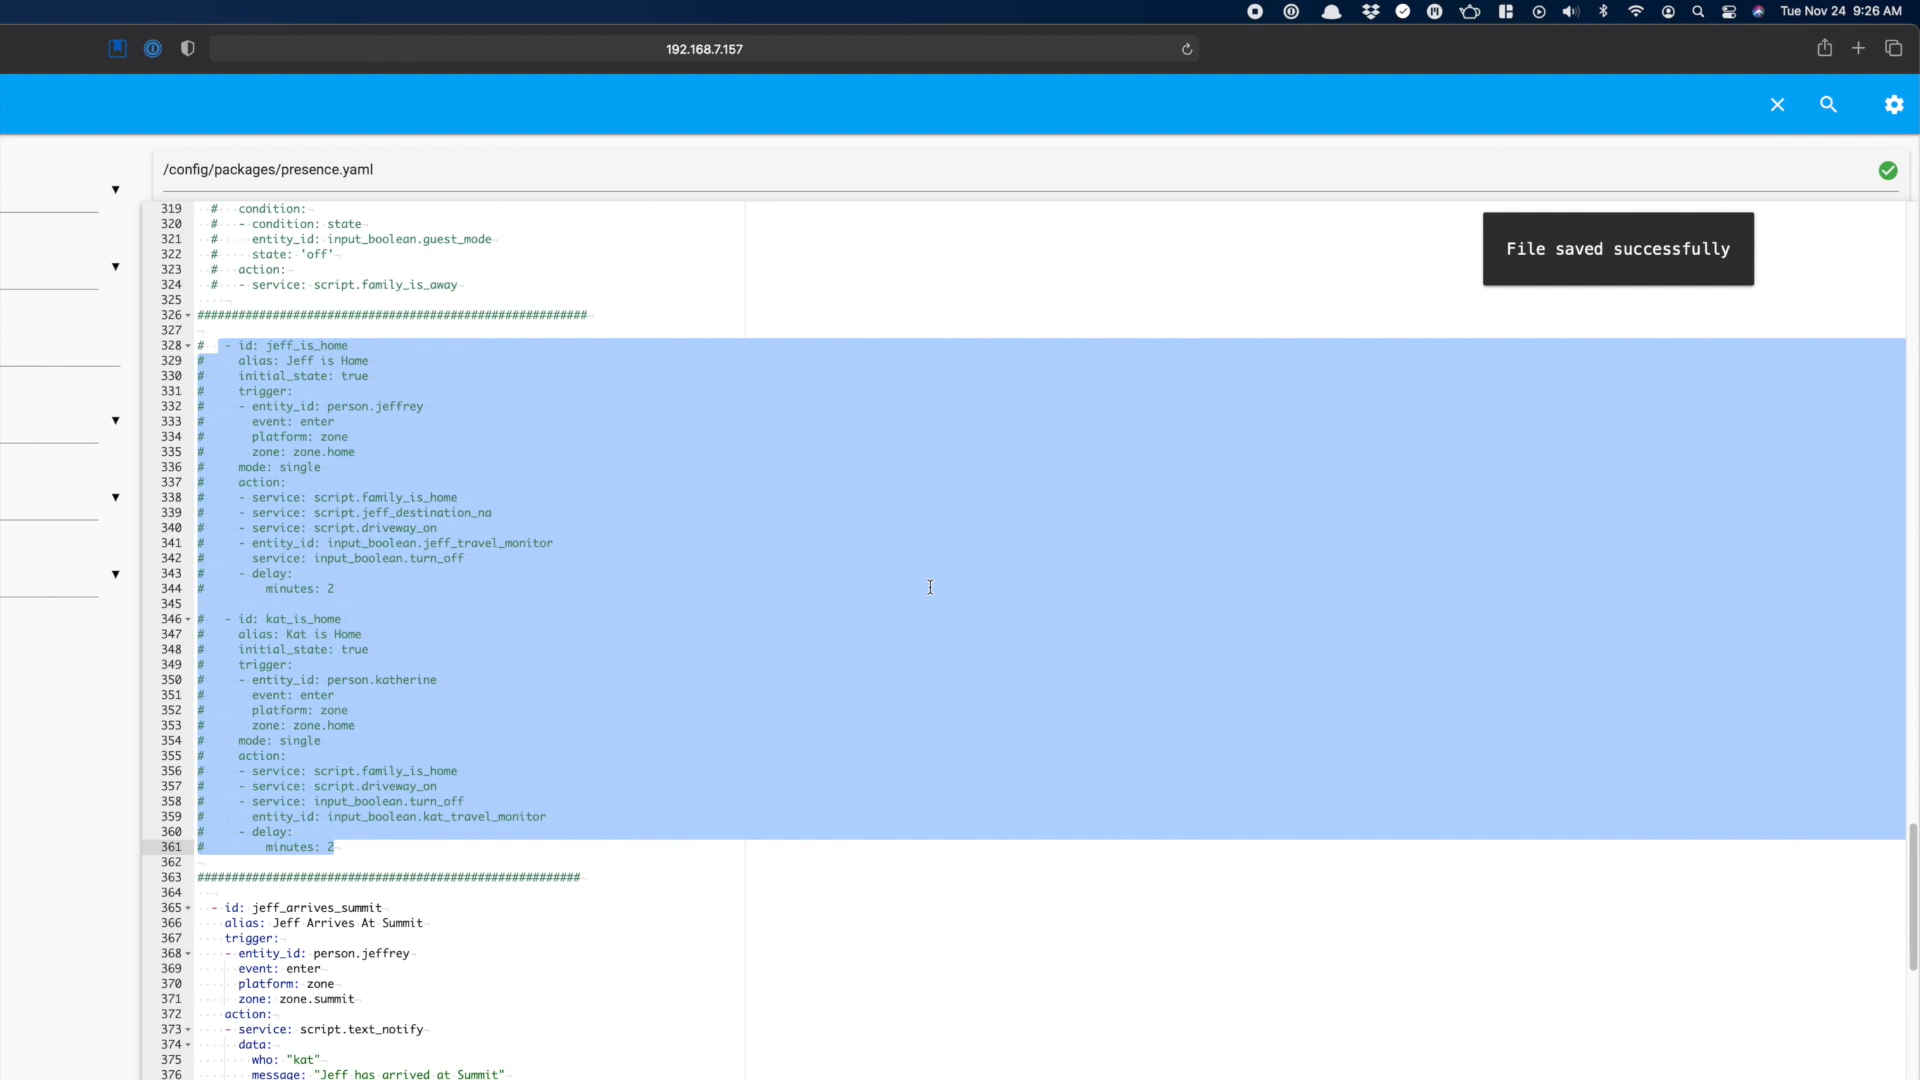 Tue Nov 24 9:26 AM
192.168.7.157
/config/packages/presence.yaml
File saved successfully
319 # condition:
320 # - condition: state
321 # entity_id: input_boolean.guest_mode
322 # state: 'off'
323 # action:
324 # - service: script.family_is_away
325
326 #########################################################
327
328 # - id: jeff_is_home
329 # alias: Jeff is Home
330 # initial_state: true
331 # trigger:
332 # - entity_id: person.jeffrey
333 # event: enter
334 # platform: zone
335 # zone: zone.home
336 # mode: single
337 # action:
338 # - service: script.family_is_home
339 # - service: script.jeff_destination_na
340 # - service: script.driveway_on
341 # - entity_id: input_boolean.jeff_travel_monitor
342 # service: input_boolean.turn_off
343 # - delay:
344 # minutes: 2
345
346 # - id: kat_is_home
347 # alias: Kat is Home
348 # initial_state: true
349 # trigger:
350 # - entity_id: person.katherine
351 # event: enter
352 # platform: zone
353 # zone: zone.home
354 # mode: single
355 # action:
356 # - service: script.family_is_home
357 # - service: script.driveway_on
358 # - service: input_boolean.turn_off
359 # entity_id: input_boolean.kat_travel_monitor
360 # - delay:
361 # minutes: 2
362
363 ########################################################
364
365 - id: jeff_arrives_summit
366 alias: Jeff Arrives At Summit
367 trigger:
368 - entity_id: person.jeffrey
369 event: enter
370 platform: zone
371 zone: zone.summit
372 action:
373 - service: script.text_notify
374 data:
375 who: "kat"
376 message: "Jeff has arrived at Summit"